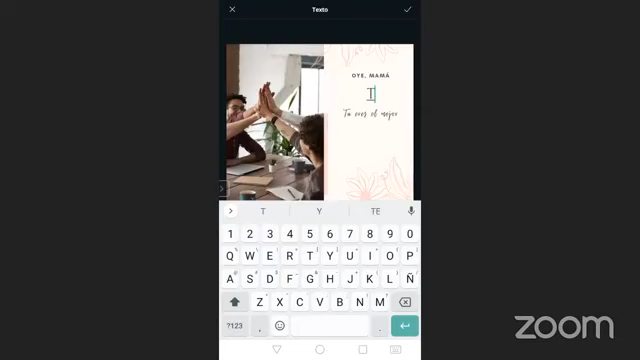 Texto
OYE, MAMÁ
T
Tu eres el mejor
T Y TE
1 2 3 4 5 6 7 8 9 0
Q W E R T Y U I O P
A S D F G H J K L Ñ
Z X C V B N M
?123 , .
zoom